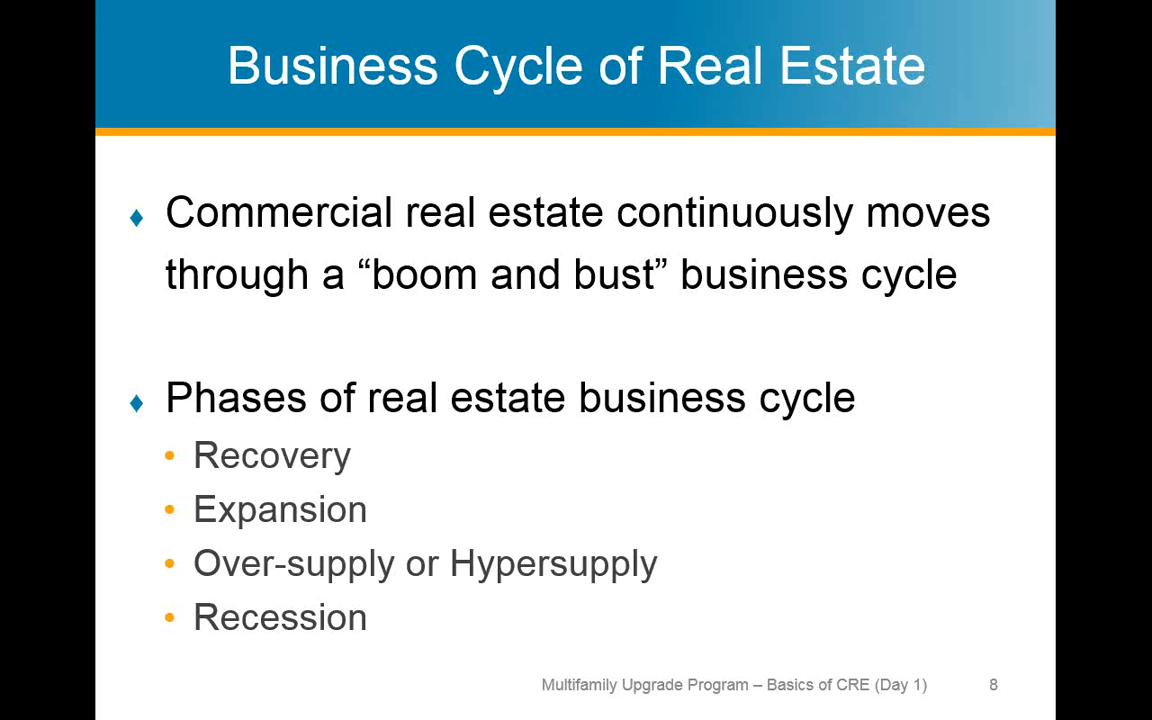 Business Cycle of Real Estate
Commercial real estate continuously moves
through a “boom and bust” business cycle
Phases of real estate business cycle
Recovery
Expansion
Over-supply or Hypersupply
Recession
Multifamily Upgrade Program – Basics of CRE (Day 1) 8